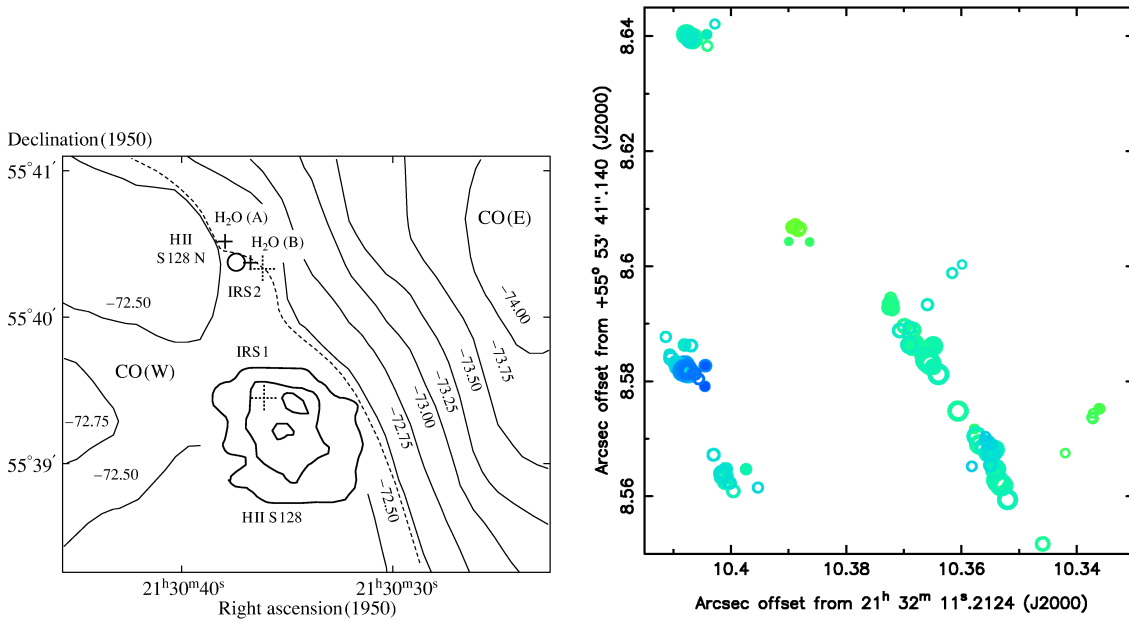 Declination (1950)
55°41′
CO(E)
H₂O (A)
HII
S128 N
H₂O (B)
IRS2
−72.50
−74.00
55°40′
IRS1
CO(W)
−73.75
−73.50
−73.25
−73.00
−72.75
−72.75
−72.50
55°39′
−72.50
HII S128
21ʰ30ᵐ40ˢ
21ʰ30ᵐ30ˢ
Right ascension (1950)
Arcsec offset from +55° 53' 41".140 (J2000)
8.64
8.62
8.6
8.58
8.56
10.4
10.38
10.36
10.34
Arcsec offset from 21ʰ 32ᵐ 11ˢ.2124 (J2000)